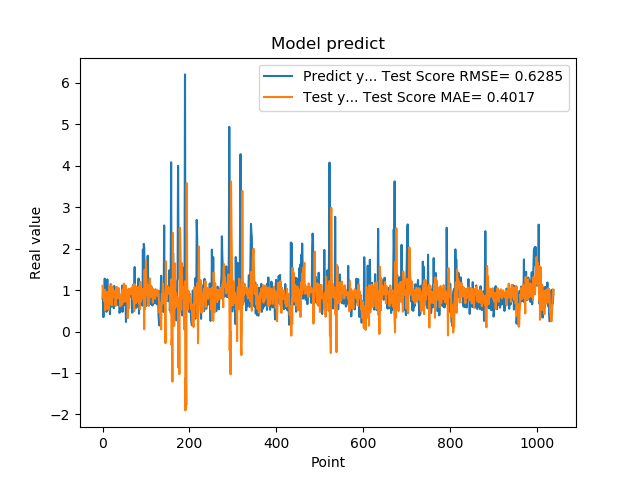 Model predict
Predict y... Test Score RMSE= 0.6285
Test y... Test Score MAE= 0.4017
Real value
6
5
4
3
2
1
0
−1
−2
0 200 400 600 800 1000
Point